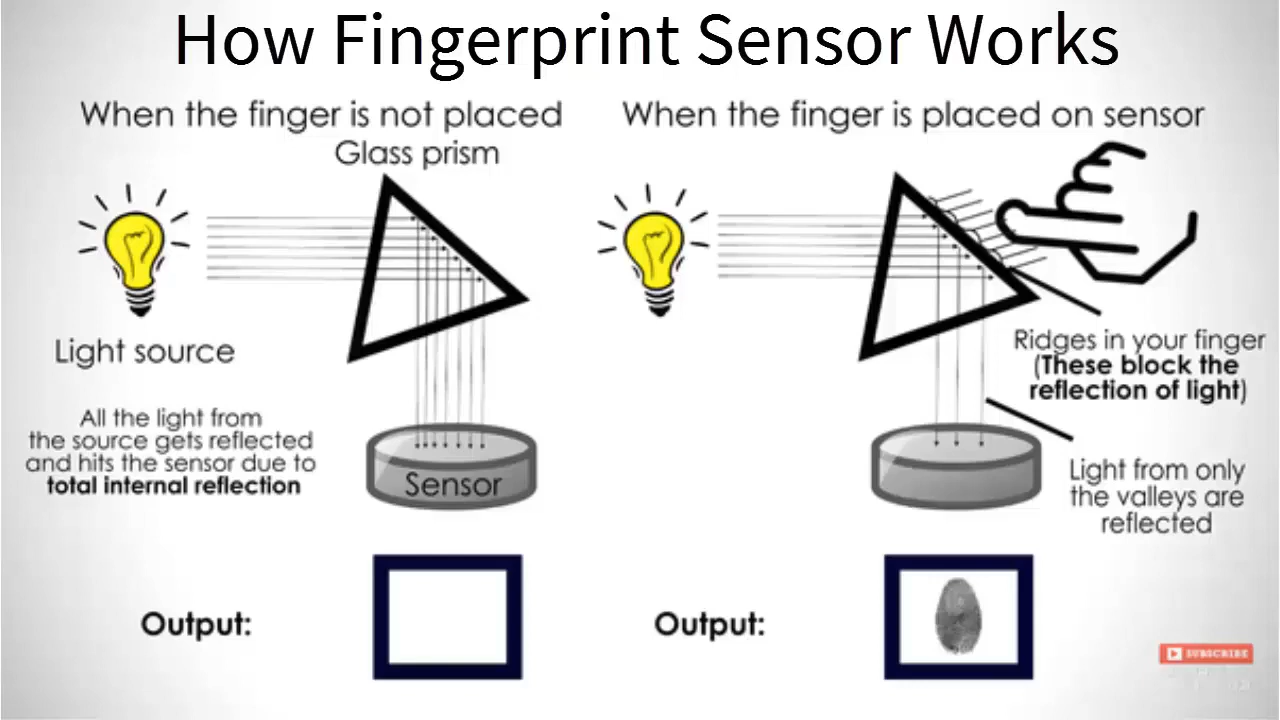 How Fingerprint Sensor Works
When the finger is not placed
Glass prism
Light source
All the light from
the source gets reflected
and hits the sensor due to
total internal reflection
Sensor
Output:
When the finger is placed on sensor
Ridges in your finger
(These block the
reflection of light)
Light from only
the valleys are
reflected
Output:
SUBSCRIBE